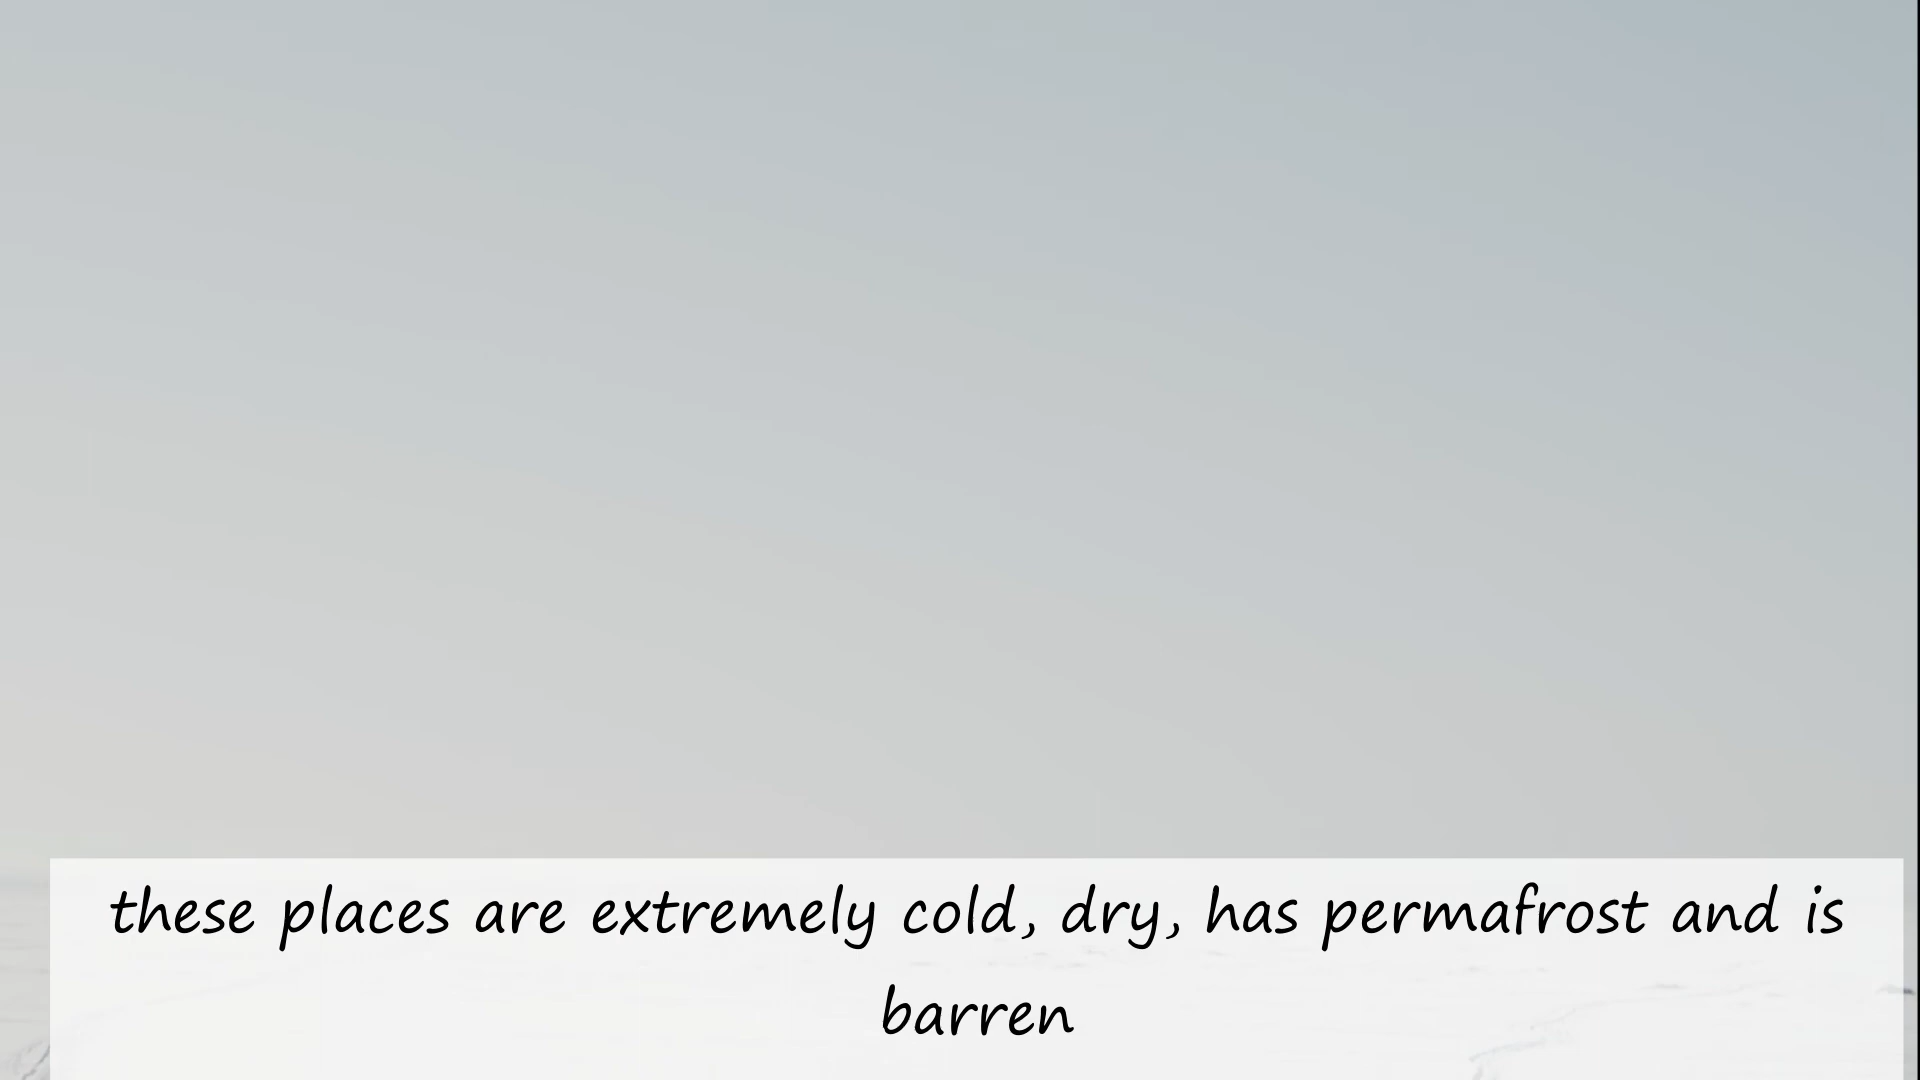 these places are extremely cold, dry, has permafrost and is
barren